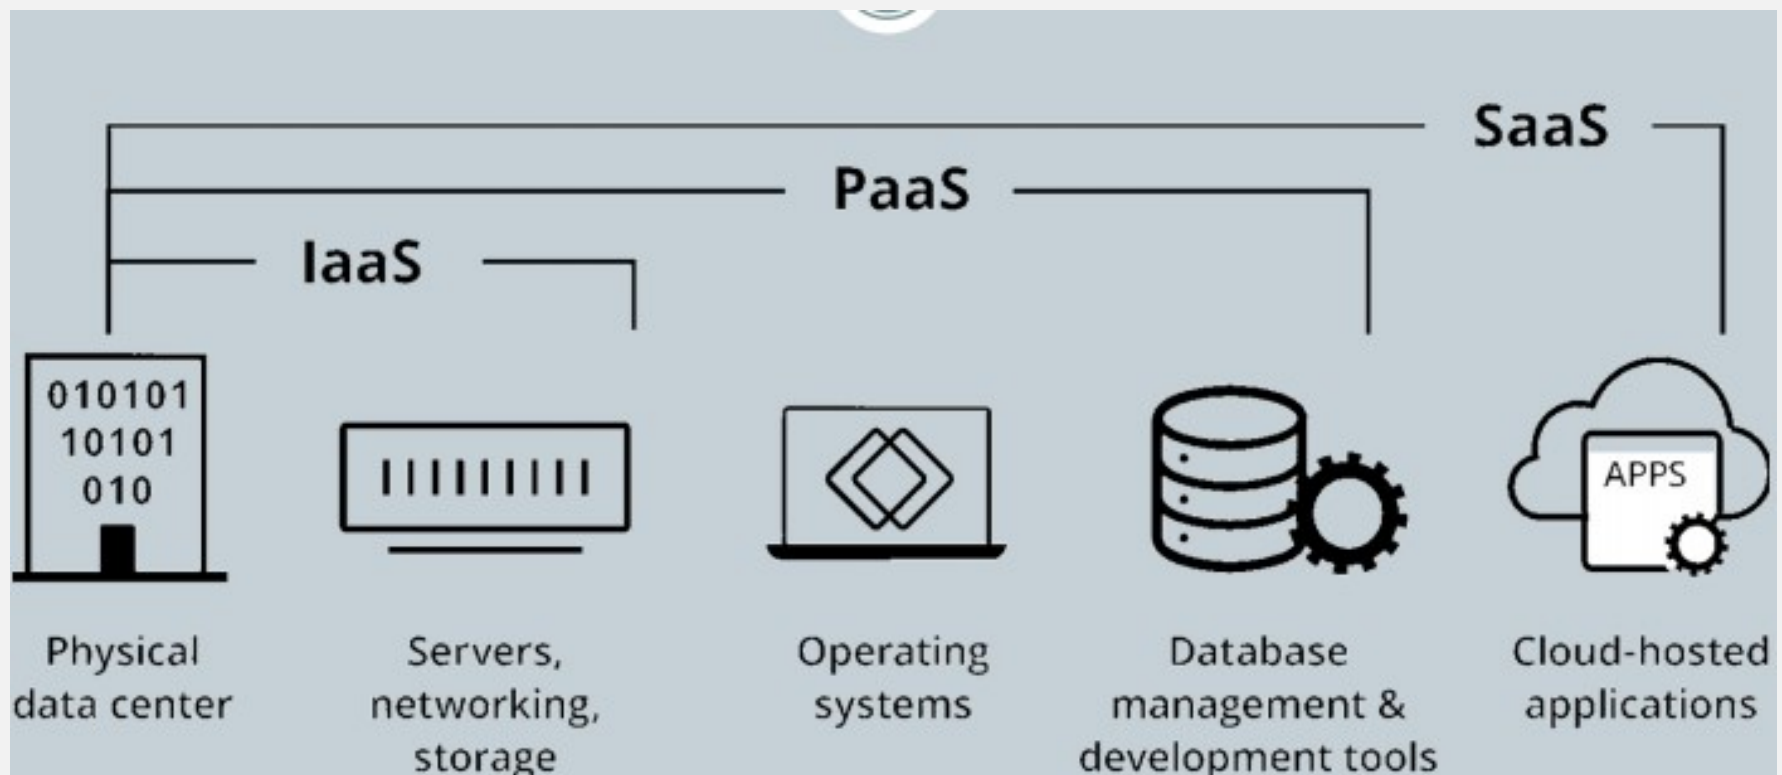 SaaS
PaaS
IaaS
010101
10101
010
APPS
Physical
data center
Servers,
networking,
storage
Operating
systems
Database
management &
development tools
Cloud-hosted
applications